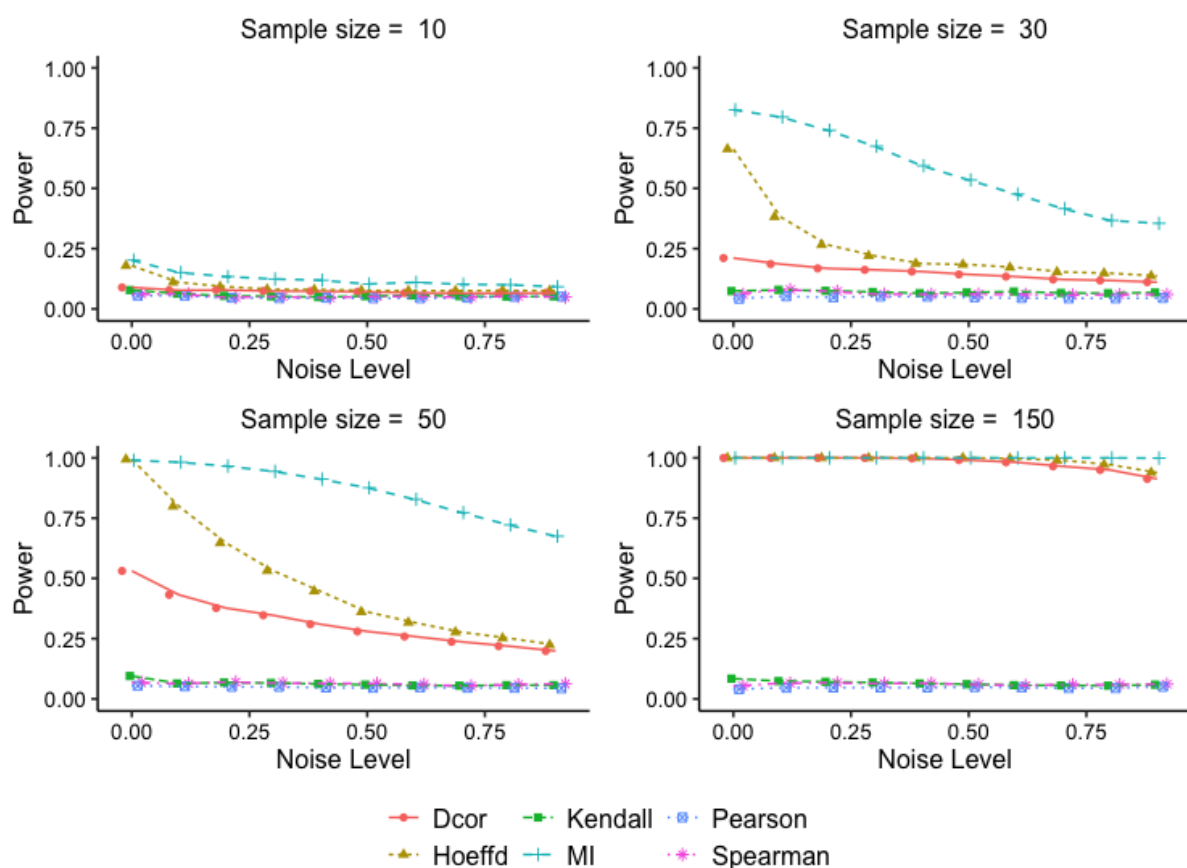 Sample size = 10
1.00
0.75
0.50
0.25
0.00
Power
0.00 0.25 0.50 0.75
Noise Level
Sample size = 30
1.00
0.75
0.50
0.25
0.00
Power
0.00 0.25 0.50 0.75
Noise Level
Sample size = 50
1.00
0.75
0.50
0.25
0.00
Power
0.00 0.25 0.50 0.75
Noise Level
Sample size = 150
1.00
0.75
0.50
0.25
0.00
Power
0.00 0.25 0.50 0.75
Noise Level
Dcor Kendall Pearson
Hoeffd MI Spearman